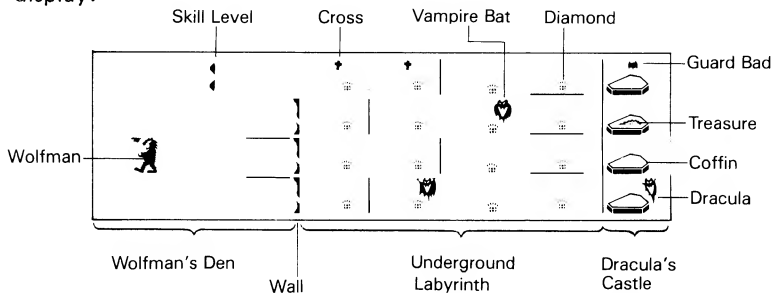 display.
Skill Level Cross Vampire Bat Diamond
Guard Bad
Treasure
Wolfman
Coffin
Dracula
Wolfman's Den
Underground
Labyrinth
Dracula's
Castle
Wall